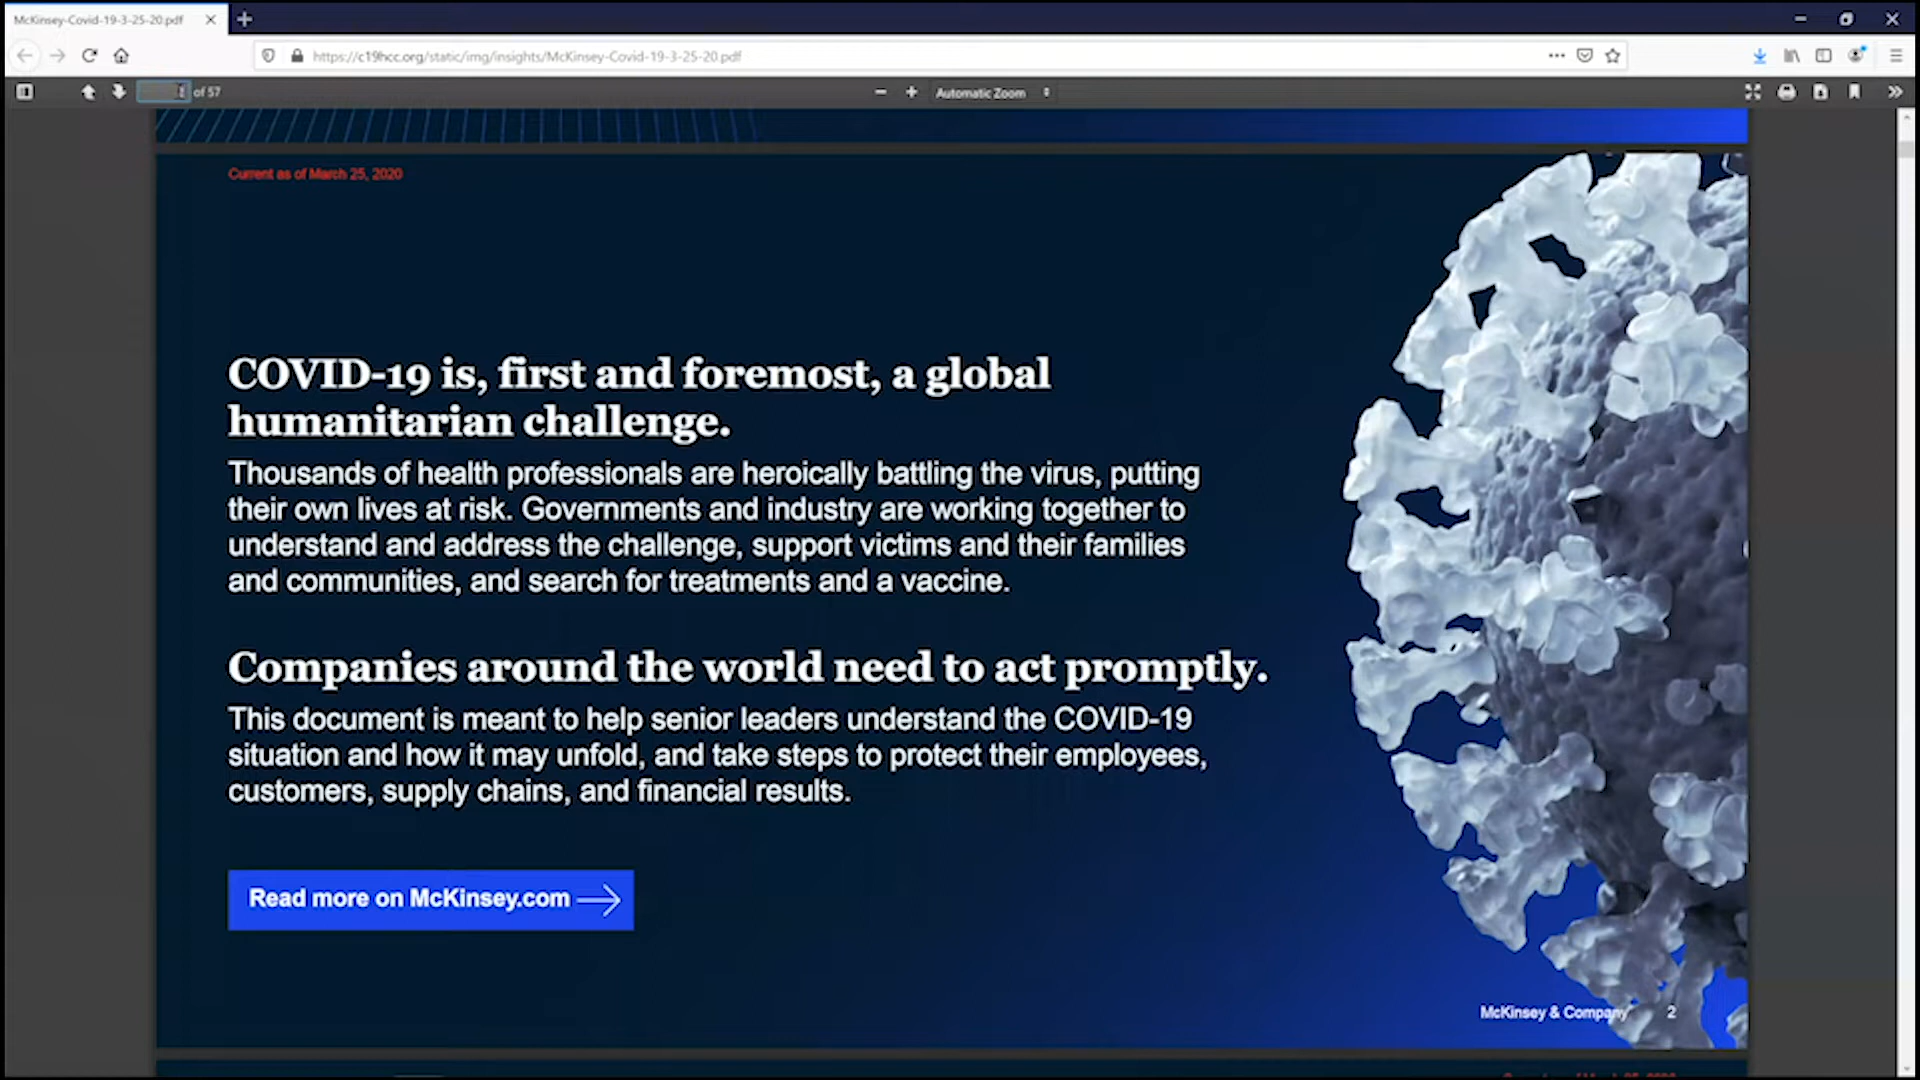 McKinsey-Covid-19-3-25-20.pdf
https://c19hcc.org/static/img/insights/McKinsey-Covid-19-3-25-20.pdf
of 57
Automatic Zoom
Current as of March 25, 2020
COVID-19 is, first and foremost, a global
humanitarian challenge.
Thousands of health professionals are heroically battling the virus, putting
their own lives at risk. Governments and industry are working together to
understand and address the challenge, support victims and their families
and communities, and search for treatments and a vaccine.
Companies around the world need to act promptly.
This document is meant to help senior leaders understand the COVID-19
situation and how it may unfold, and take steps to protect their employees,
customers, supply chains, and financial results.
Read more on McKinsey.com
McKinsey & Company 2